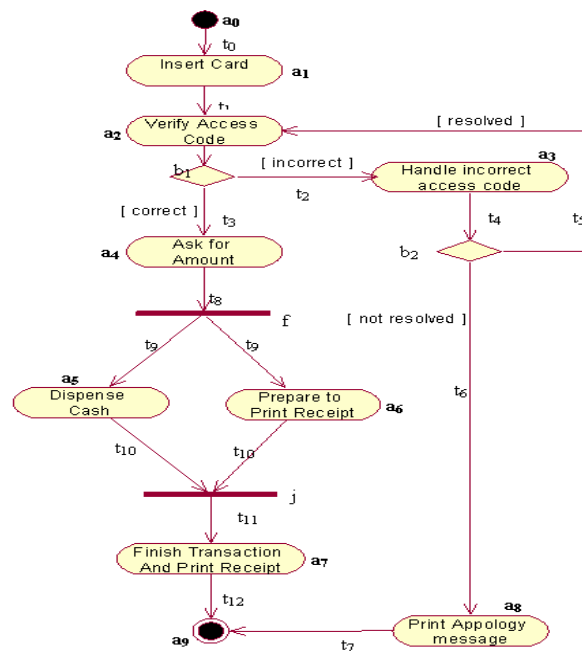 a0
t0
Insert Card
a1
t1
a2
Verify Access
Code
[ resolved ]
b1
[ incorrect ]
t2
a3
Handle incorrect
access code
[ correct ]
t3
t4
t5
a4
Ask for
Amount
b2
t8
f
[ not resolved ]
t9
t9
a5
Dispense
Cash
Prepare to
Print Receipt
a6
t6
t10
t10
j
t11
Finish Transaction
And Print Receipt
a7
t12
a8
Print Appology
message
a9
t7